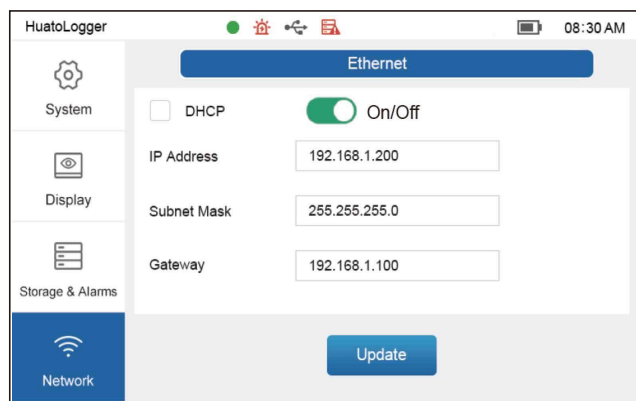 HuatoLogger
08:30 AM
System
Display
Storage & Alarms
Network
Ethernet
DHCP On/Off
IP Address 192.168.1.200
Subnet Mask 255.255.255.0
Gateway 192.168.1.100
Update